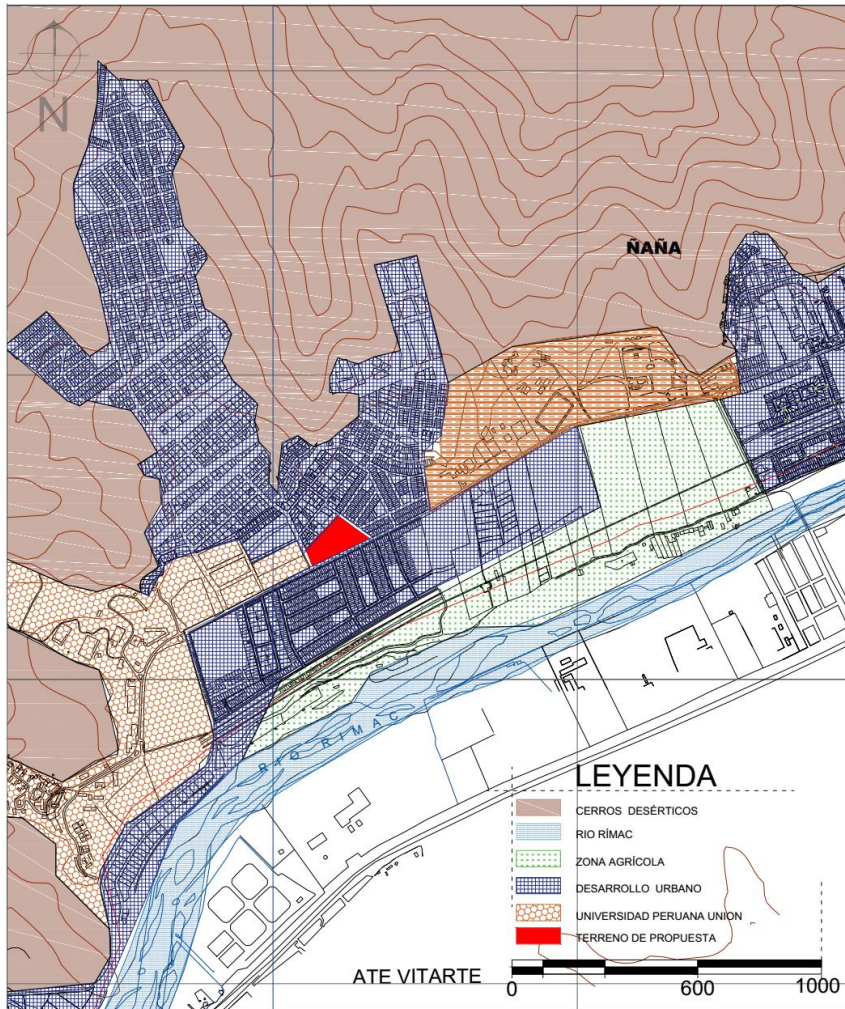 N
ÑAÑA
RIO RIMAC
LEYENDA
CERROS DESÉRTICOS
RIO RÍMAC
ZONA AGRÍCOLA
DESARROLLO URBANO
UNIVERSIDAD PERUANA UNION
TERRENO DE PROPUESTA
ATE VITARTE
0 600 1000